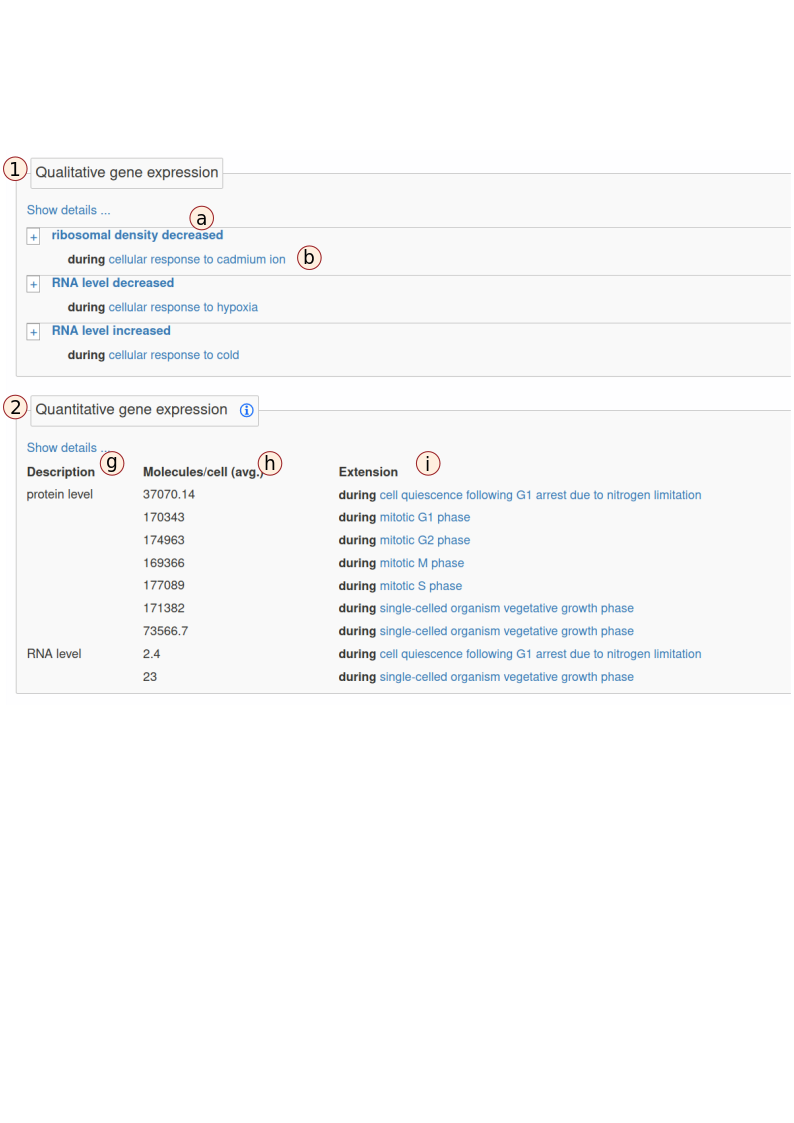 1 Qualitative gene expression
Show details ...
a
+ ribosomal density decreased
during cellular response to cadmium ion b
+ RNA level decreased
during cellular response to hypoxia
+ RNA level increased
during cellular response to cold
2 Quantitative gene expression i
Show details ...
g h i
Description Molecules/cell (avg.) Extension
protein level 37070.14 during cell quiescence following G1 arrest due to nitrogen limitation
170343 during mitotic G1 phase
174963 during mitotic G2 phase
169366 during mitotic M phase
177089 during mitotic S phase
171382 during single-celled organism vegetative growth phase
73566.7 during single-celled organism vegetative growth phase
RNA level 2.4 during cell quiescence following G1 arrest due to nitrogen limitation
23 during single-celled organism vegetative growth phase